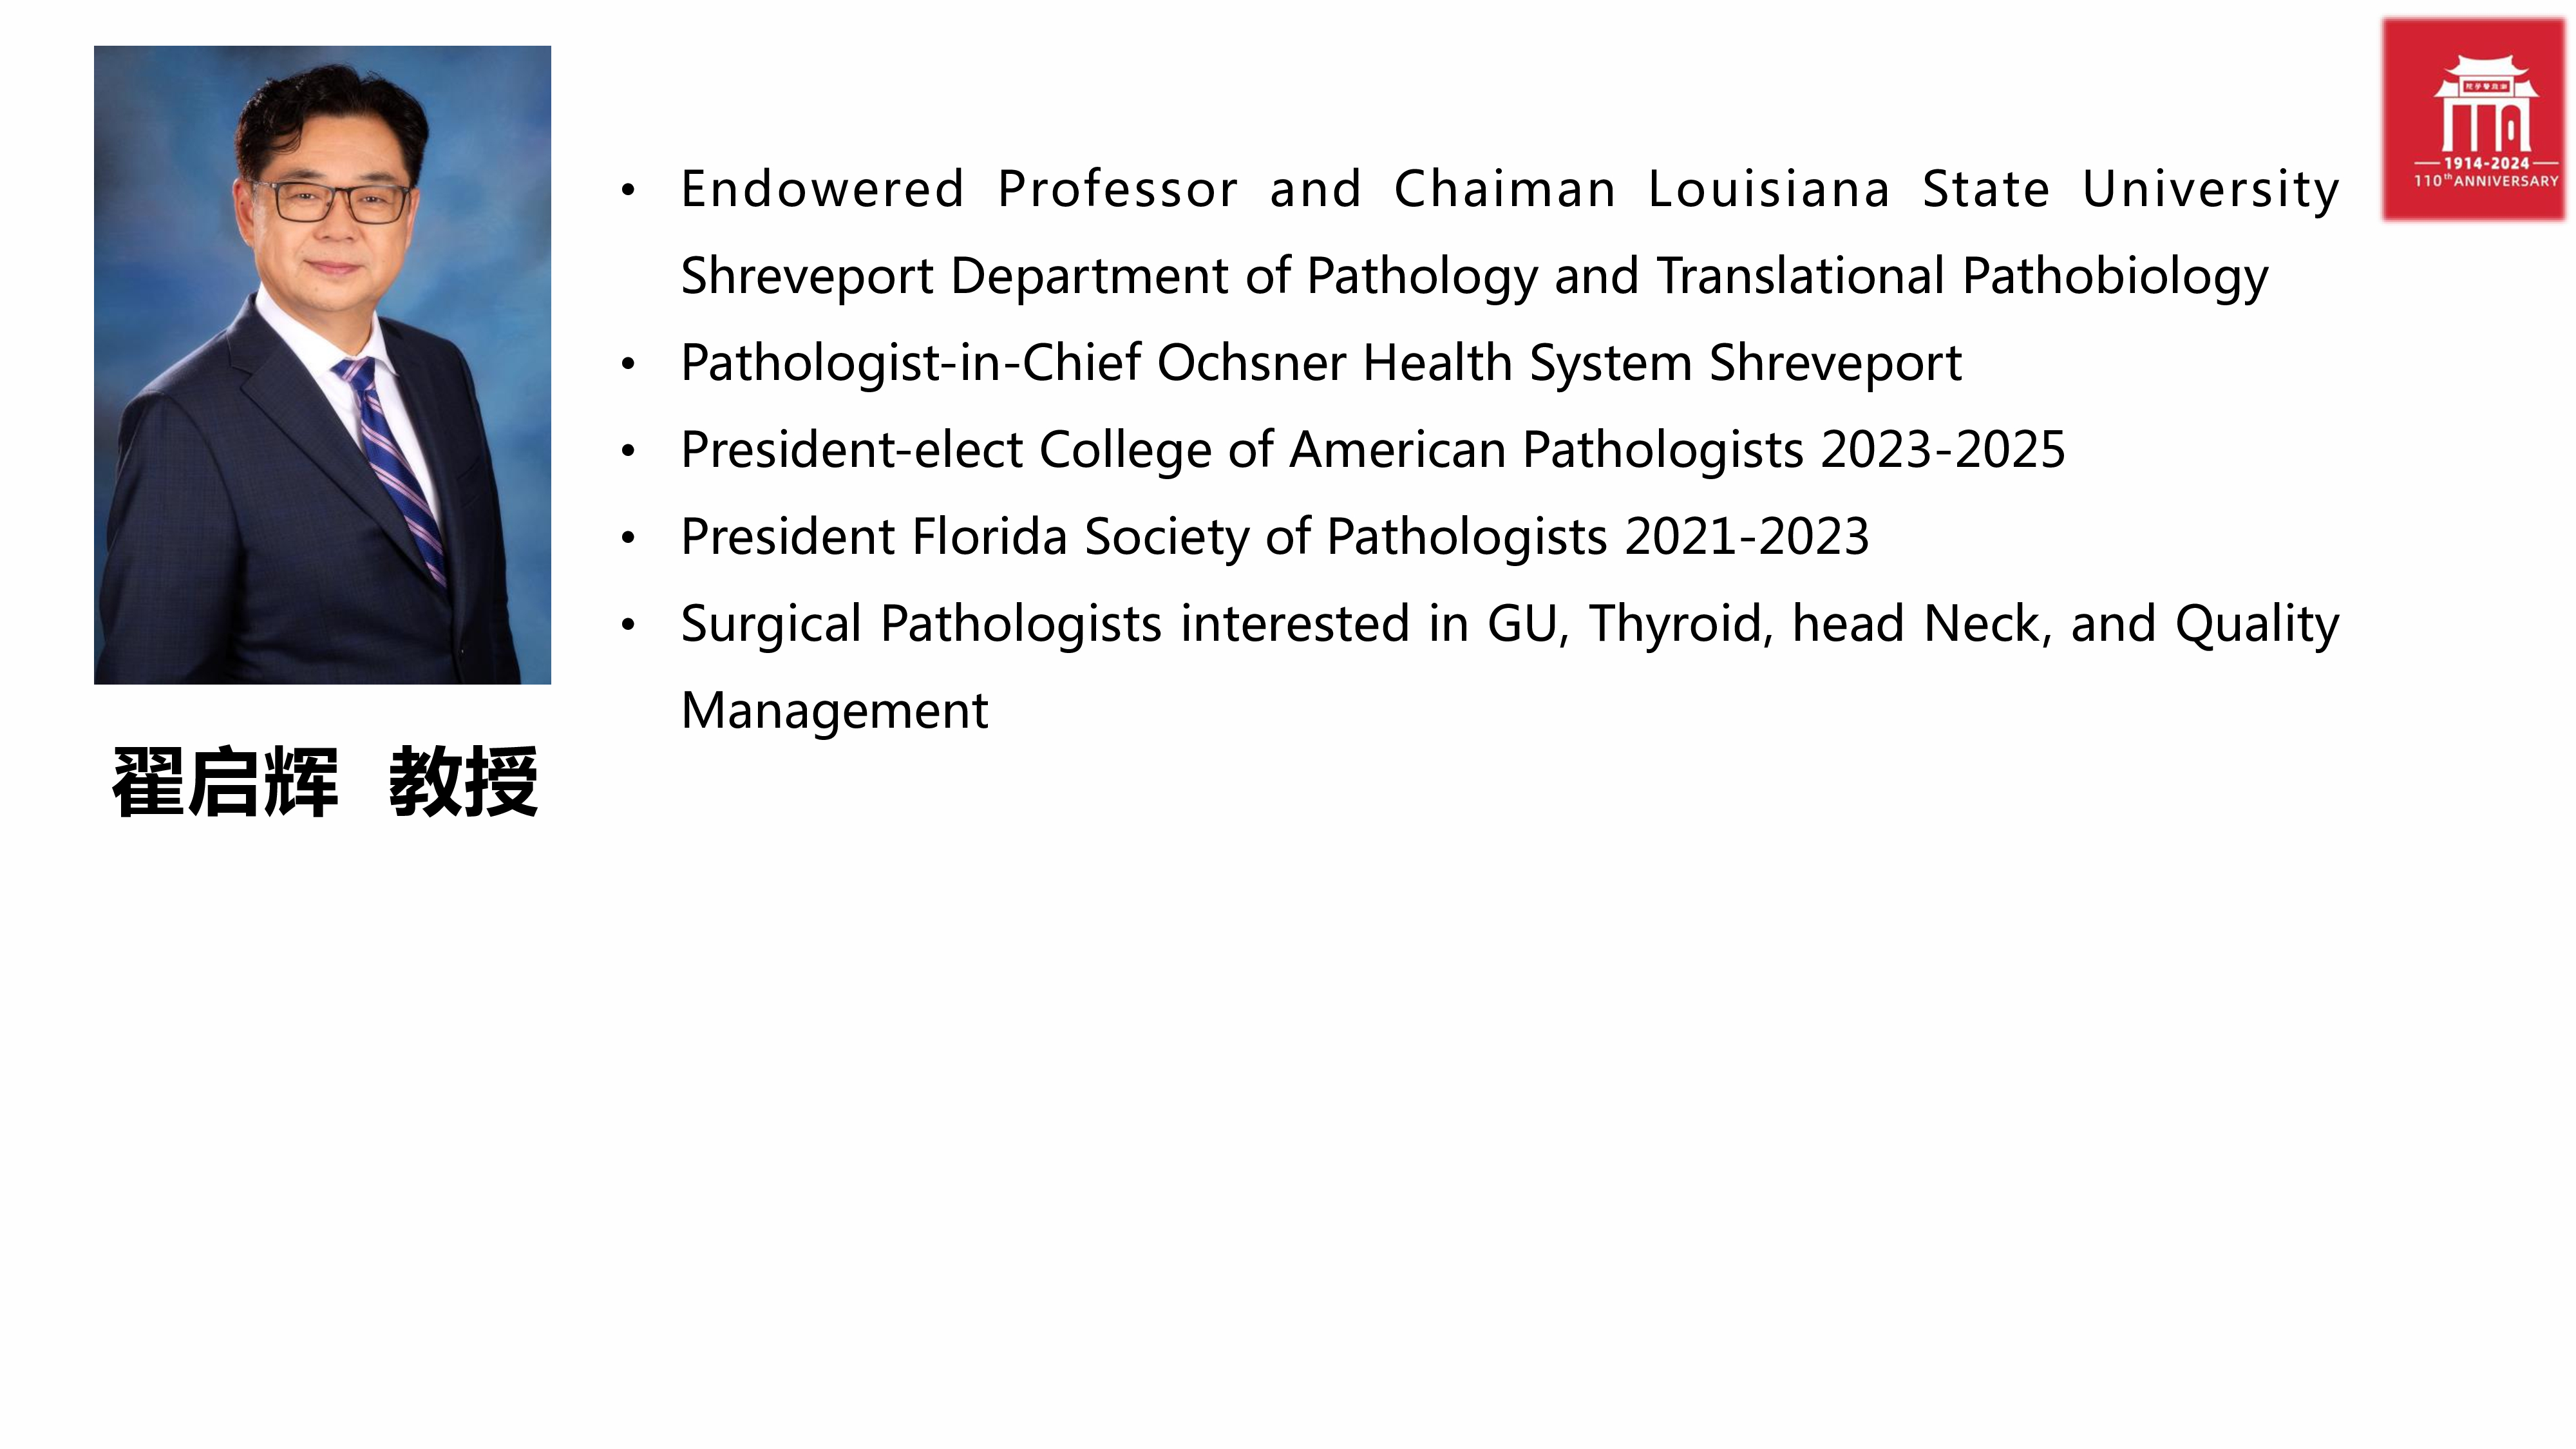 • Endowered Professor and Chaiman Louisiana State University
Shreveport Department of Pathology and Translational Pathobiology
• Pathologist-in-Chief Ochsner Health System Shreveport
• President-elect College of American Pathologists 2023-2025
• President Florida Society of Pathologists 2021-2023
• Surgical Pathologists interested in GU, Thyroid, head Neck, and Quality
Management
翟启辉 教授
1914-2024
110th ANNIVERSARY